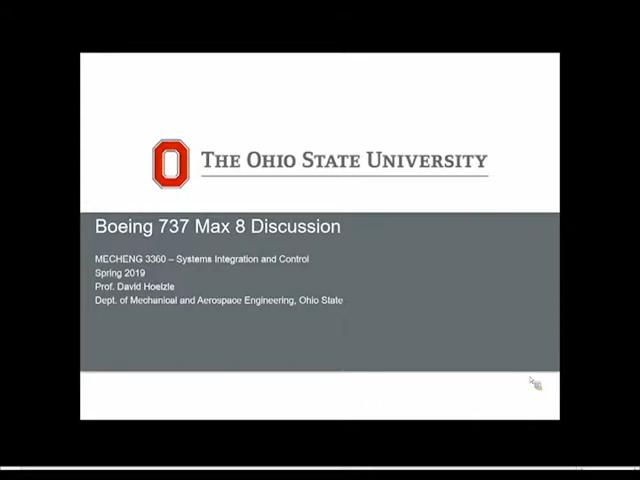 THE OHIO STATE UNIVERSITY
Boeing 737 Max 8 Discussion
MECHENG 3360 – Systems Integration and Control
Spring 2019
Prof. David Hoelzle
Dept. of Mechanical and Aerospace Engineering, Ohio State